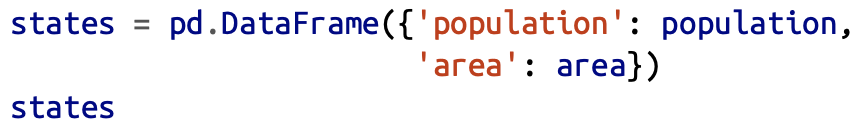 states = pd.DataFrame({'population': population,
                       'area': area})
states